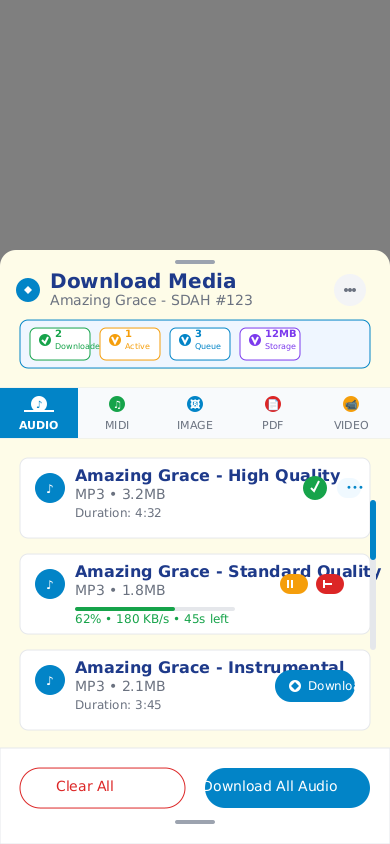 Download Media
Amazing Grace - SDAH #123
2
Downloade
1
Active
3
Queue
12MB
Storage
AUDIO
MIDI
IMAGE
PDF
VIDEO
Amazing Grace - High Quality
MP3 • 3.2MB
Duration: 4:32
Amazing Grace - Standard Quality
MP3 • 1.8MB
62% • 180 KB/s • 45s left
Amazing Grace - Instrumental
MP3 • 2.1MB
Downloa
Duration: 3:45
Clear All
Download All Audio